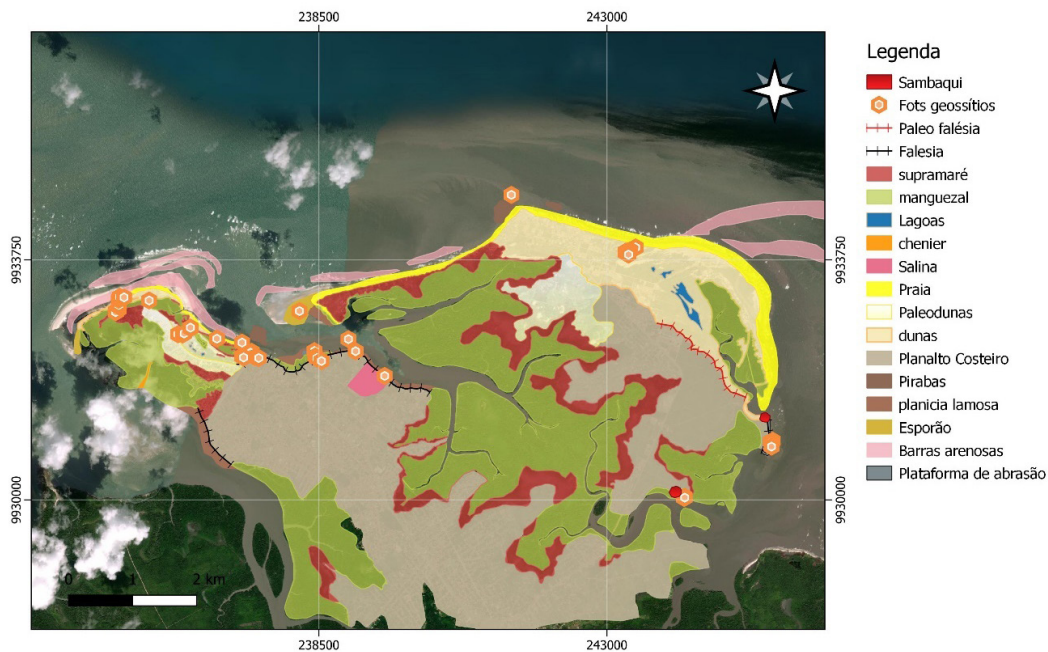 238500 243000
Legenda
Sambaqui
Fots geossítios
Paleo falésia
Falesia
supramaré
manguezal
Lagoas
chenier
Salina
Praia
Paleodunas
dunas
Planalto Costeiro
Pirabas
planicia lamosa
Esporão
Barras arenosas
Plataforma de abrasão
9933750 9933750
9930000 9930000
0 1 2 km
238500 243000